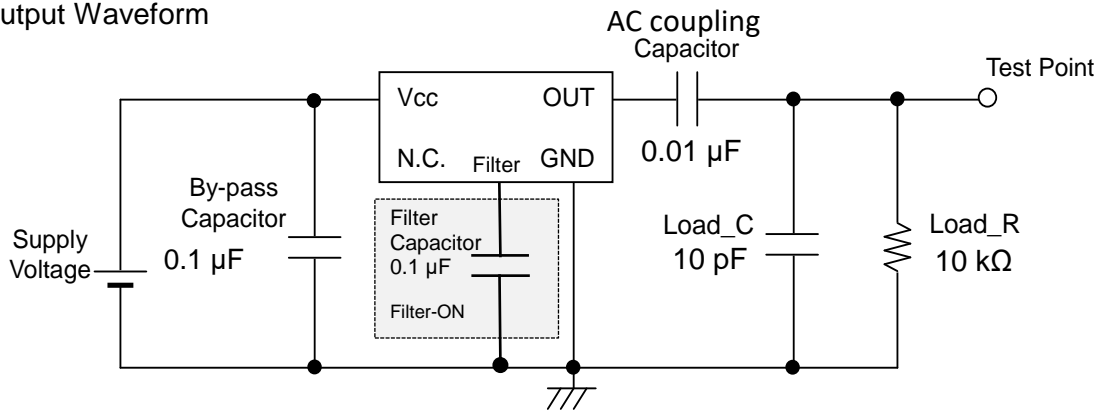 utput Waveform
AC coupling
Capacitor
Test Point
Vcc
OUT
N.C.
Filter
GND
0.01 µF
By-pass
Capacitor
0.1 µF
Supply
Voltage
Filter
Capacitor
0.1 µF
Filter-ON
Load_C
10 pF
Load_R
10 kΩ